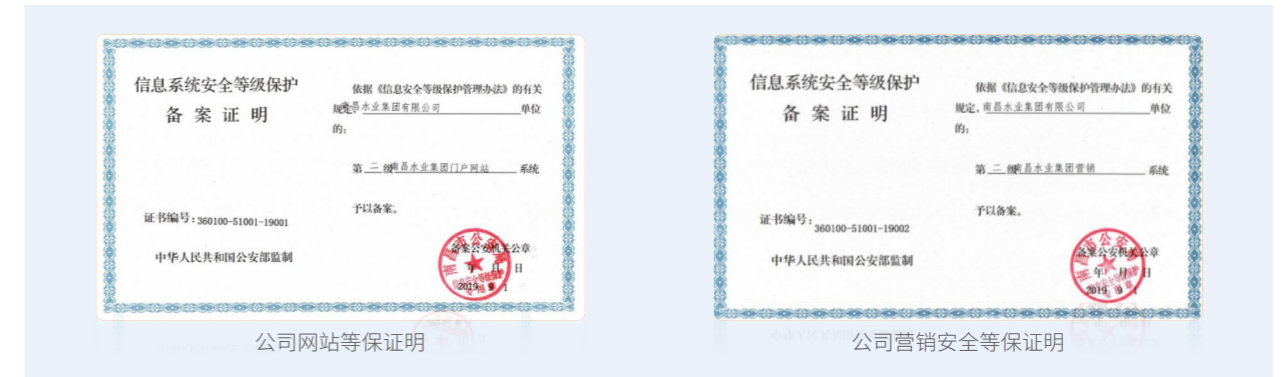 信息系统安全等级保护
备案证明
证书编号:360100-51001-19001
中华人民共和国公安部监制
依据《信息安全等级保护管理办法》的有关
规定,南昌水业集团有限公司 单位
的:
第 二 级南昌水业集团门户网站 系统
予以备案。
备案公安机关公章
年 月 日
2019 9 1
公司网站等保证明
信息系统安全等级保护
备案证明
证书编号:360100-51001-19002
中华人民共和国公安部监制
依据《信息安全等级保护管理办法》的有关
规定,南昌水业集团有限公司 单位
的:
第 二 级南昌水业集团营销 系统
予以备案。
备案公安机关公章
年 月 日
2019 9 1
公司营销安全等保证明